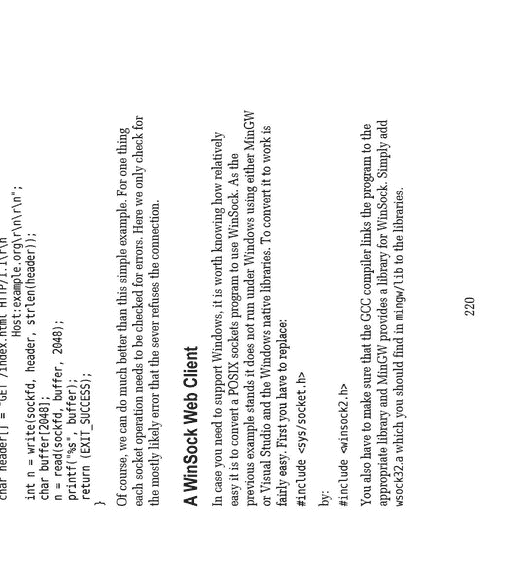 char header[] = "GET /index.html HTTP/1.1\r\n
Host:example.org\r\n\r\n";
int n = write(sockfd, header, strlen(header));
char buffer[2048];
n = read(sockfd, buffer, 2048);
printf("%s", buffer);
return (EXIT_SUCCESS);
}
Of course, we can do much better than this simple example. For one thing
each socket operation needs to be checked for errors. Here we only check for
the mostly likely error that the sever refuses the connection.
A WinSock Web Client
In case you need to support Windows, it is worth knowing how relatively
easy it is to convert a POSIX sockets program to use WinSock. As the
previous example stands it does not run under Windows using either MinGW
or Visual Studio and the Windows native libraries. To convert it to work is
fairly easy. First you have to replace:
#include <sys/socket.h>
by:
#include <winsock2.h>
You also have to make sure that the GCC compiler links the program to the
appropriate library and MinGW provides a library for WinSock. Simply add
wsock32.a which you should find in mingw/lib to the libraries.
220